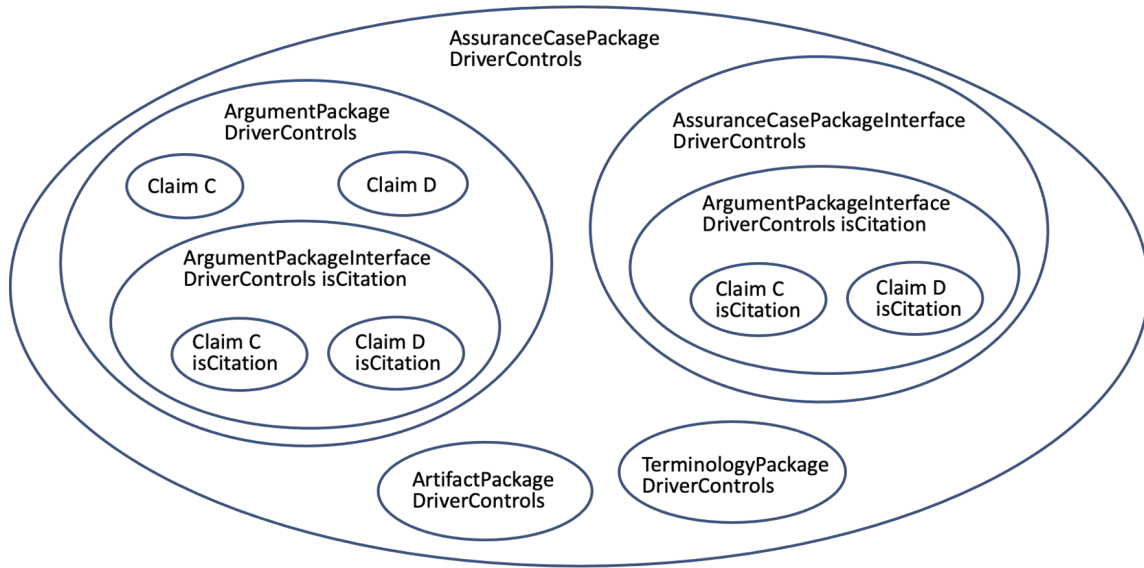 AssuranceCasePackage
DriverControls
ArgumentPackage
DriverControls
Claim C
Claim D
ArgumentPackageInterface
DriverControls isCitation
Claim C
isCitation
Claim D
isCitation
AssuranceCasePackageInterface
DriverControls
ArgumentPackageInterface
DriverControls isCitation
Claim C
isCitation
Claim D
isCitation
ArtifactPackage
DriverControls
TerminologyPackage
DriverControls